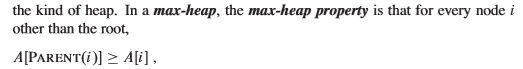 the kind of heap. In a max-heap, the max-heap property is that for every node i
other than the root,
A[PARENT(i)] ≥ A[i] ,